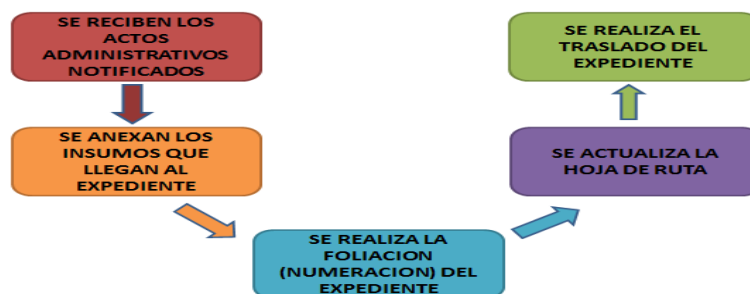 SE RECIBEN LOS
ACTOS
ADMINISTRATIVOS
NOTIFICADOS
SE ANEXAN LOS
INSUMOS QUE
LLEGAN AL
EXPEDIENTE
SE REALIZA LA
FOLIACION
(NUMERACION) DEL
EXPEDIENTE
SE ACTUALIZA LA
HOJA DE RUTA
SE REALIZA EL
TRASLADO DEL
EXPEDIENTE